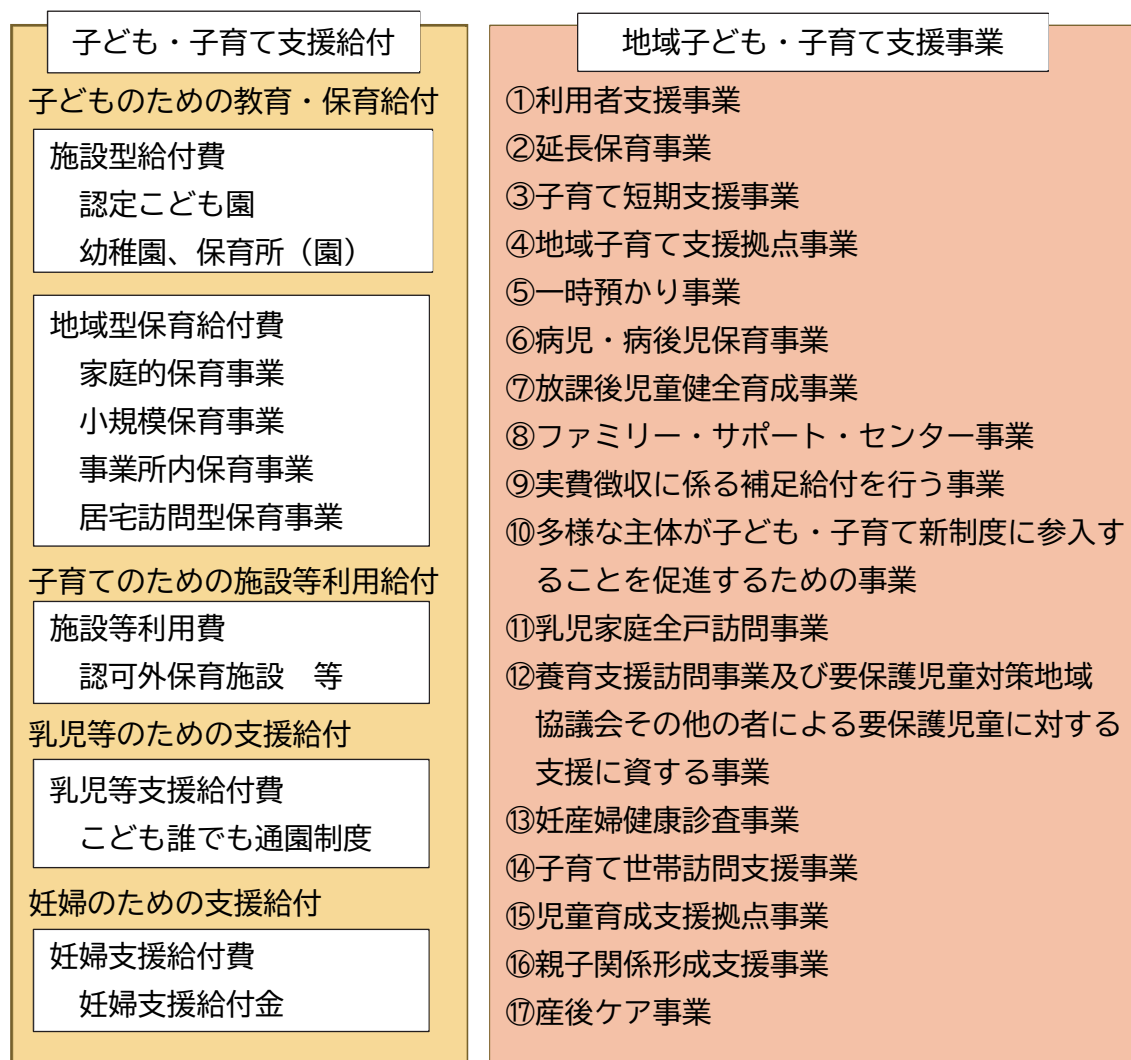 子ども・子育て支援給付
子どものための教育・保育給付
施設型給付費
認定こども園
幼稚園、保育所（園）
地域型保育給付費
家庭的保育事業
小規模保育事業
事業所内保育事業
居宅訪問型保育事業
子育てのための施設等利用給付
施設等利用費
認可外保育施設　等
乳児等のための支援給付
乳児等支援給付費
こども誰でも通園制度
妊婦のための支援給付
妊婦支援給付費
妊婦支援給付金
地域子ども・子育て支援事業
①利用者支援事業
②延長保育事業
③子育て短期支援事業
④地域子育て支援拠点事業
⑤一時預かり事業
⑥病児・病後児保育事業
⑦放課後児童健全育成事業
⑧ファミリー・サポート・センター事業
⑨実費徴収に係る補足給付を行う事業
⑩多様な主体が子ども・子育て新制度に参入す
ることを促進するための事業
⑪乳児家庭全戸訪問事業
⑫養育支援訪問事業及び要保護児童対策地域
協議会その他の者による要保護児童に対する
支援に資する事業
⑬妊産婦健康診査事業
⑭子育て世帯訪問支援事業
⑮児童育成支援拠点事業
⑯親子関係形成支援事業
⑰産後ケア事業